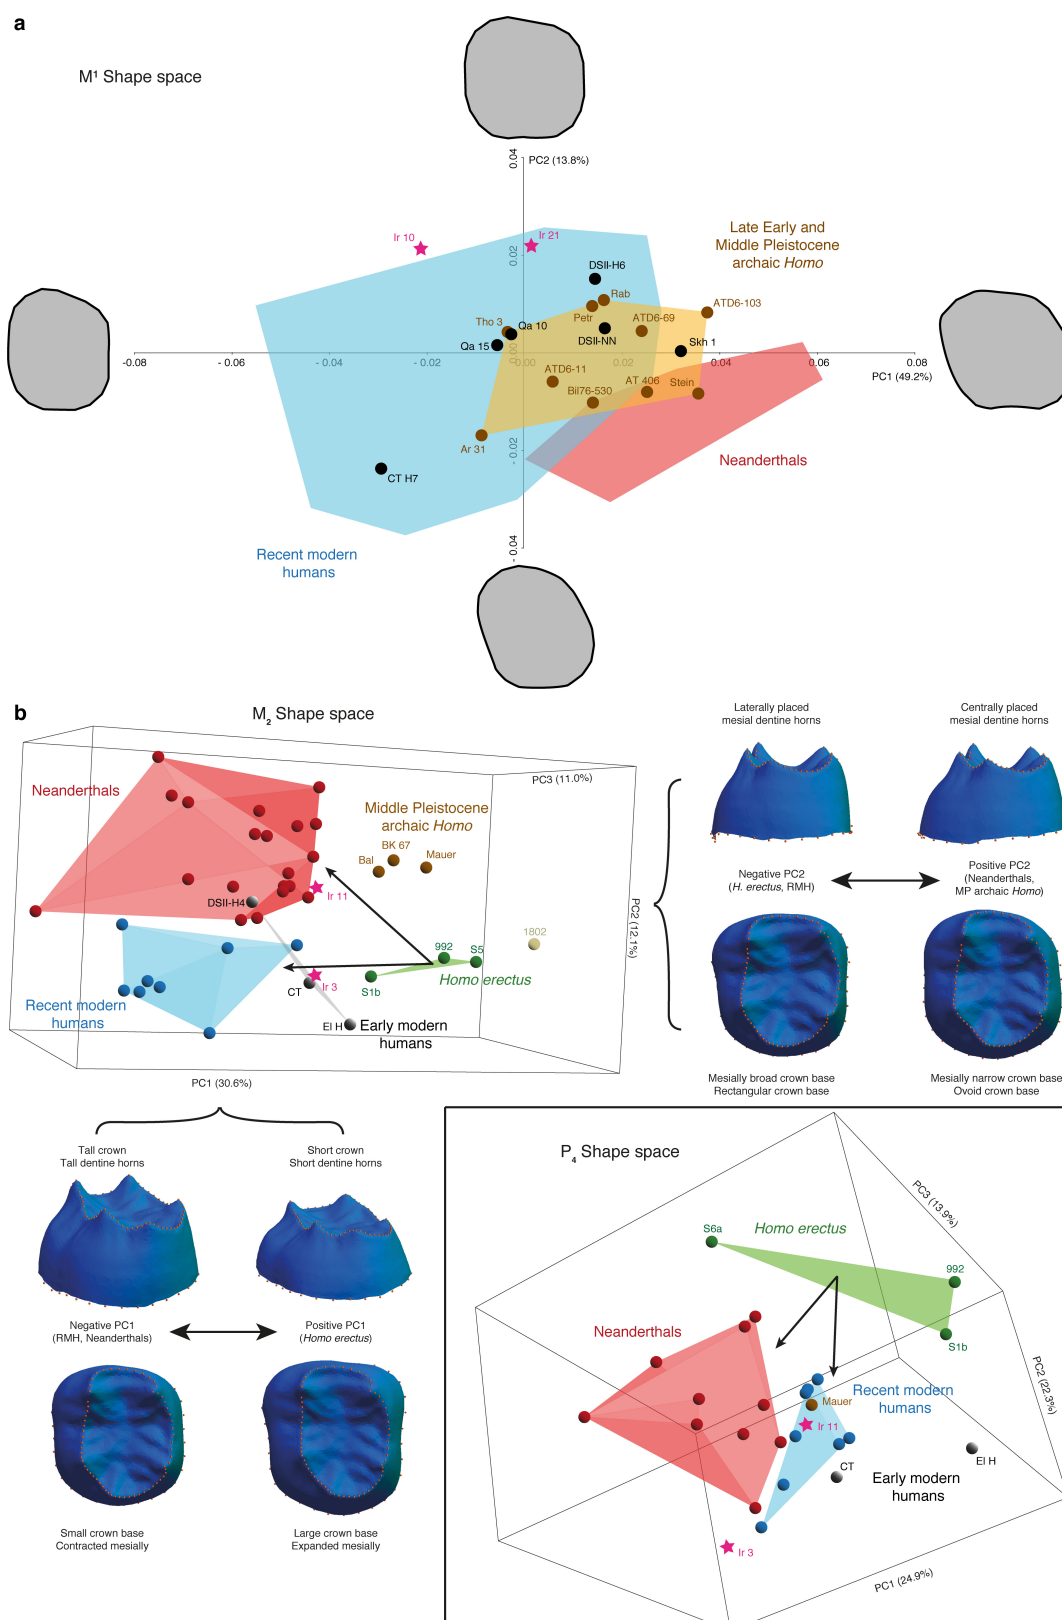 a
M¹ Shape space
0.04
PC2 (13.8%)
Ir 10
Ir 21
Late Early and
Middle Pleistocene
archaic Homo
0.02
DSII-H6
Rab
ATD6-103
Petr
Tho 3
Qa 10
ATD6-69
DSII-NN
Qa 15
Skh 1
-0.08
-0.06
-0.04
-0.02
0.00
0.00
0.02
0.04
0.06
0.08
PC1 (49.2%)
ATD6-11
AT 406
Stein
Bil76-530
Ar 31
-0.02
Neanderthals
CT H7
Recent modern
humans
-0.04
b
M2 Shape space
PC3 (11.0%)
Neanderthals
Middle Pleistocene
archaic Homo
BK 67
Bal
Mauer
Ir 11
DSII-H4
PC2 (12.1%)
1802
992
S5
Homo erectus
S1b
Ir 3
CT
Recent modern
humans
El H
Early modern
humans
PC1 (30.6%)
Laterally placed
mesial dentine horns
Centrally placed
mesial dentine horns
Negative PC2
(H. erectus, RMH)
Positive PC2
(Neanderthals,
MP archaic Homo)
Mesially broad crown base
Rectangular crown base
Mesially narrow crown base
Ovoid crown base
Tall crown
Tall dentine horns
Short crown
Short dentine horns
Negative PC1
(RMH, Neanderthals)
Positive PC1
(Homo erectus)
Small crown base
Contracted mesially
Large crown base
Expanded mesially
P4 Shape space
PC3 (13.9%)
S6a
Homo erectus
992
S1b
Neanderthals
PC2 (22.3%)
Recent modern
humans
Mauer
Ir 11
El H
CT
Early modern
humans
Ir 3
PC1 (24.9%)